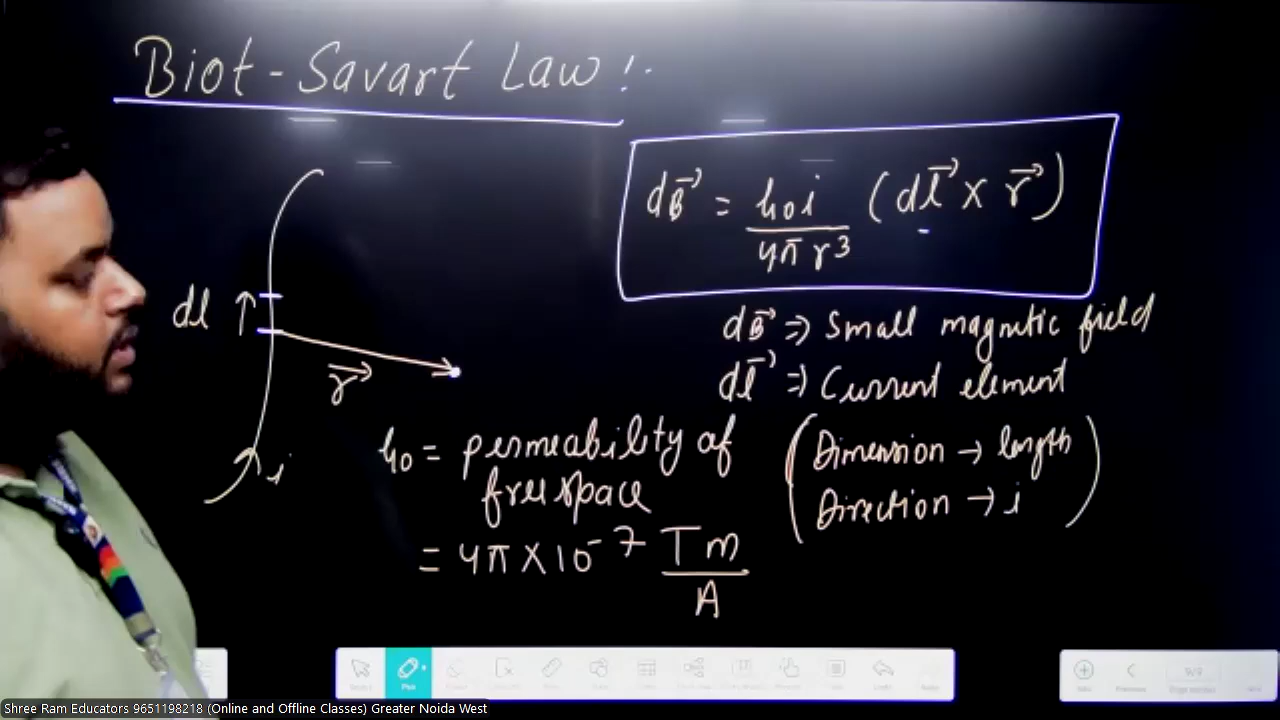 Biot-Savart Law :-
dB⃗ = μ₀i / 4πr³ (dl⃗ × r⃗)
dB⃗ ⇒ Small magnetic field
dl⃗ ⇒ Current element
(Dimension → length
Direction → i)
dl
r⃗
i
μ₀ = permeability of
free space
= 4π×10⁻⁷ Tm/A
9/9
Shree Ram Educators 9651198218 (Online and Offline Classes) Greater Noida West